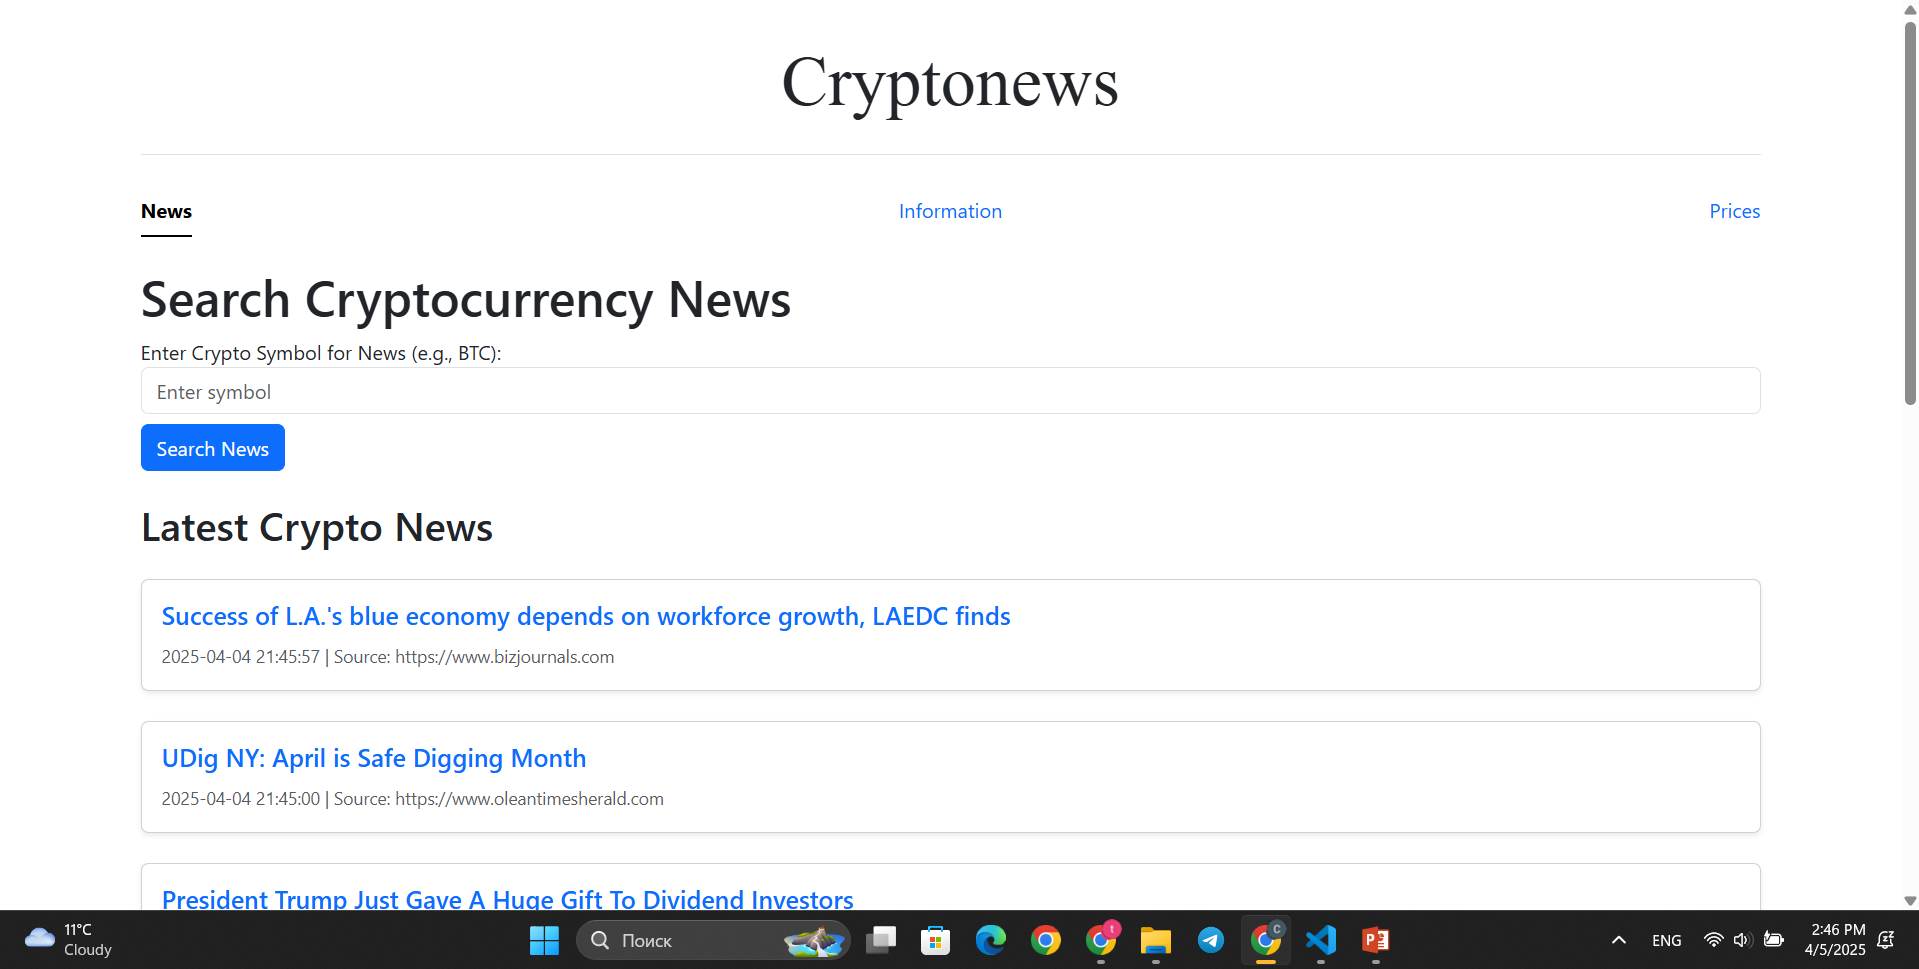 Cryptonews
News
Information
Prices
Search Cryptocurrency News
Enter Crypto Symbol for News (e.g., BTC):
Enter symbol
Search News
Latest Crypto News
Success of L.A.'s blue economy depends on workforce growth, LAEDC finds
2025-04-04 21:45:57 | Source: https://www.bizjournals.com
UDig NY: April is Safe Digging Month
2025-04-04 21:45:00 | Source: https://www.oleantimesherald.com
President Trump Just Gave A Huge Gift To Dividend Investors
11°C
Cloudy
Поиск
t
C
P
ENG
2:46 PM
4/5/2025